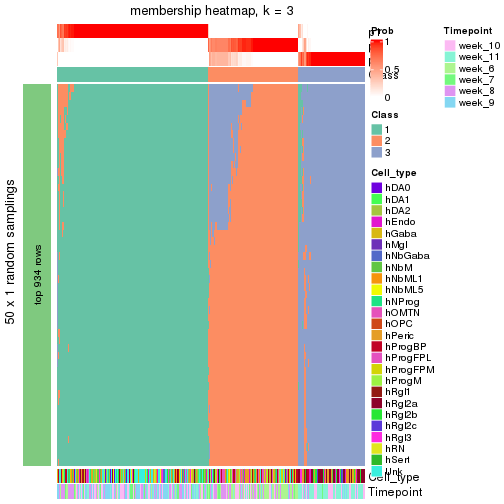 membership heatmap, k = 3
50 x 1 random samplings
top 934 rows
Prob
1
0.5
0
Class
1
2
3
Cell_type
hDA0
hDA1
hDA2
hEndo
hGaba
hMgl
hNbGaba
hNbM
hNbML1
hNbML5
hNProg
hOMTN
hOPC
hPeric
hProgBP
hProgFPL
hProgFPM
hProgM
hRgl1
hRgl2a
hRgl2b
hRgl2c
hRgl3
hRN
hSert
Unk
Timepoint
week_10
week_11
week_6
week_7
week_8
week_9
Cell_type
Timepoint